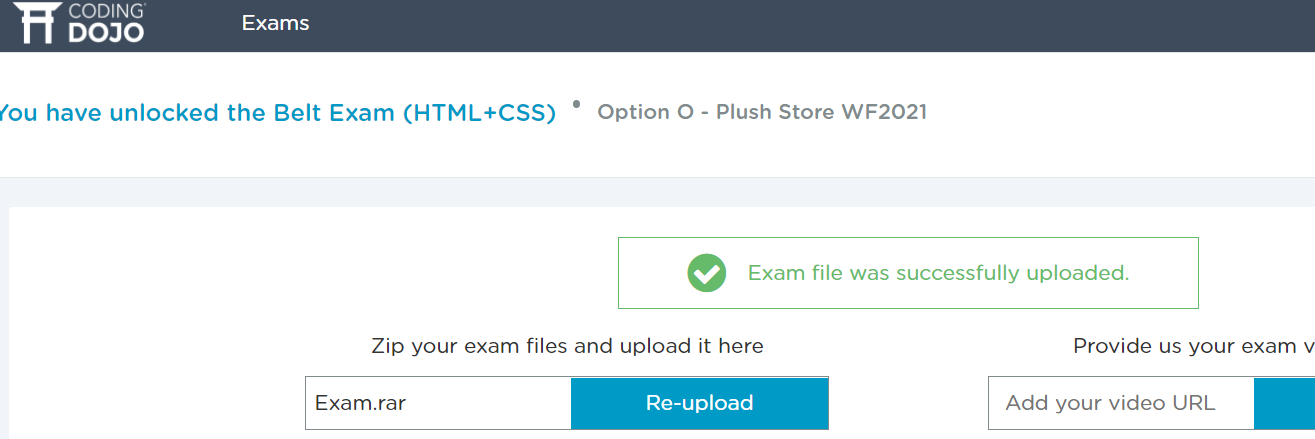 CODING
DOJO
Exams
You have unlocked the Belt Exam (HTML+CSS) • Option O - Plush Store WF2021
Exam file was successfully uploaded.
Zip your exam files and upload it here
Provide us your exam v
Exam.rar
Re-upload
Add your video URL